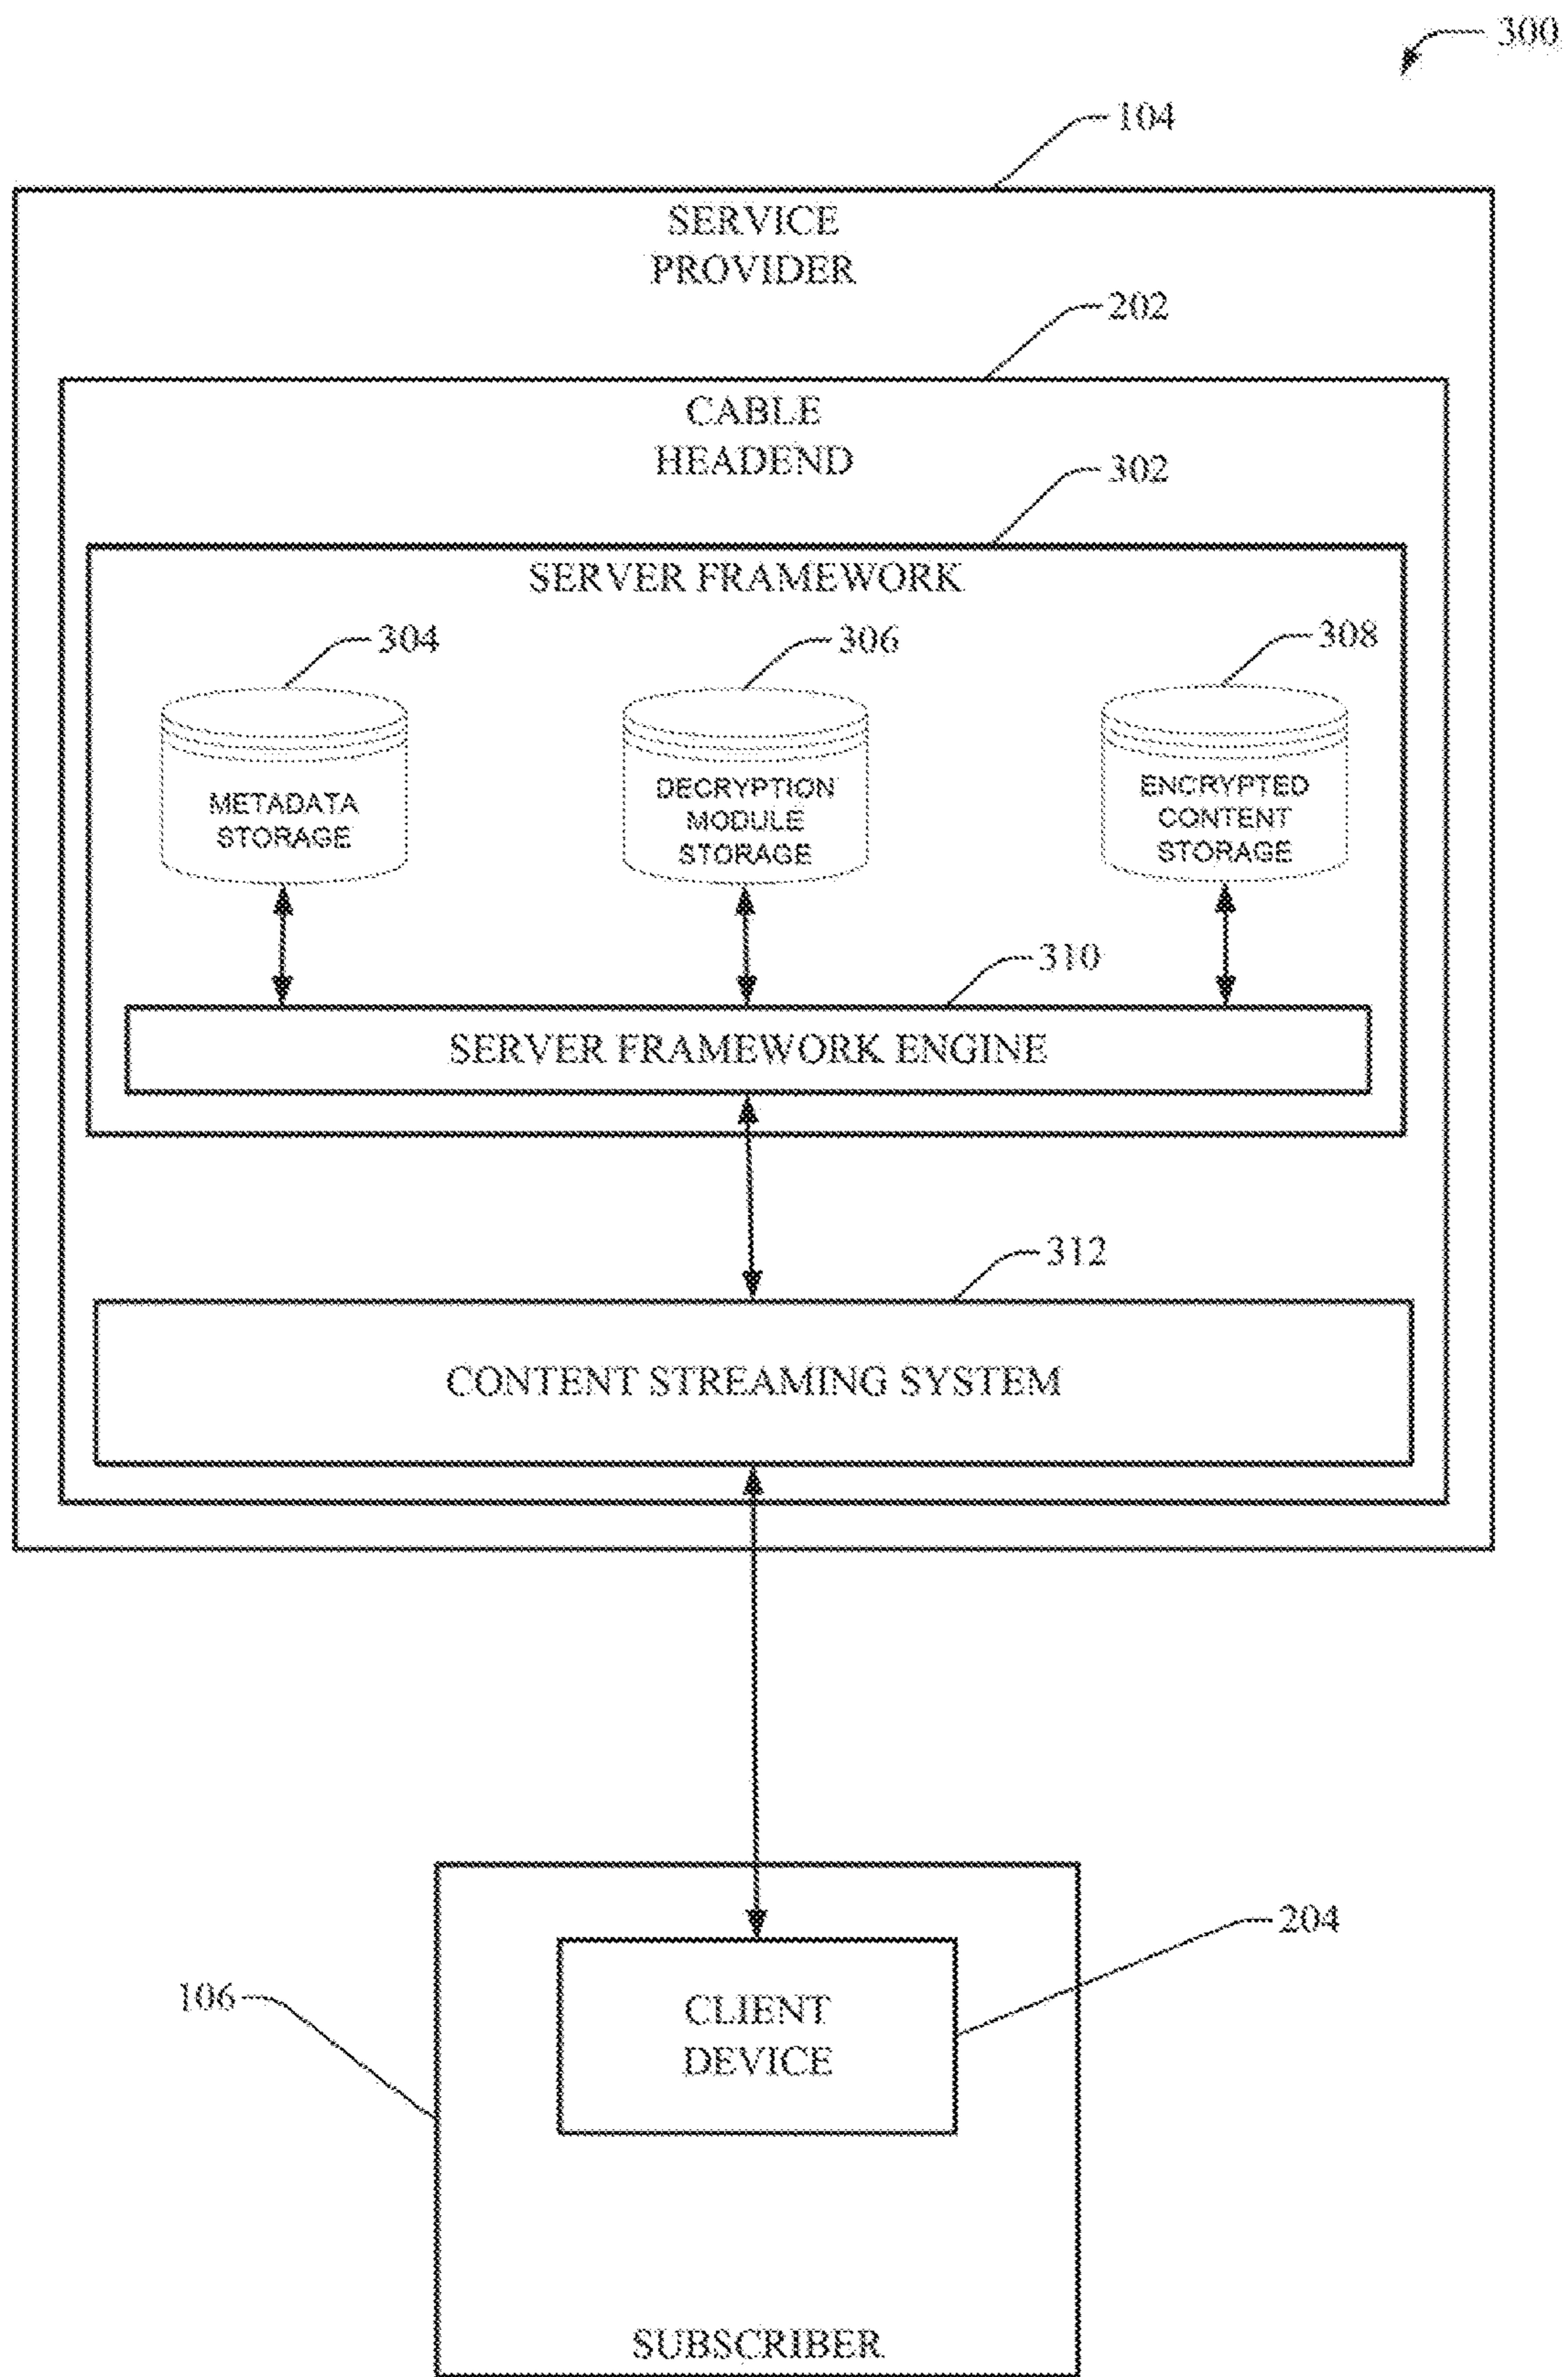 300
104
SERVICE
PROVIDER
202
CABLE
HEADEND
302
SERVER FRAMEWORK
304
306
308
METADATA
STORAGE
DECRYPTION
MODULE
STORAGE
ENCRYPTED
CONTENT
STORAGE
310
SERVER FRAMEWORK ENGINE
312
CONTENT STREAMING SYSTEM
204
106
CLIENT
DEVICE
SUBSCRIBER